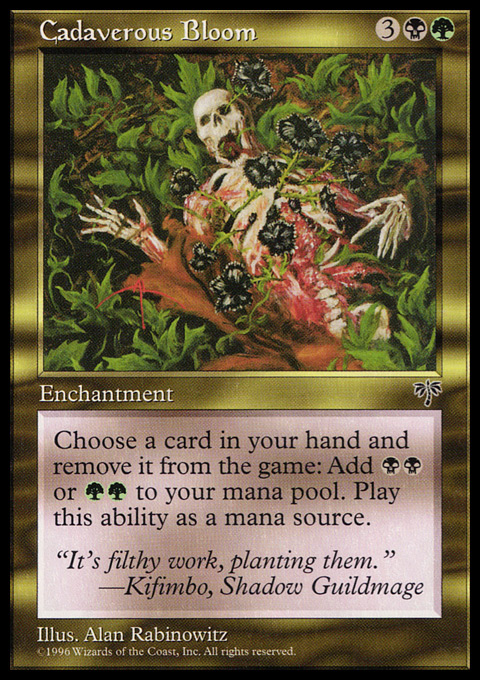 Cadaverous Bloom 3
Enchantment
Choose a card in your hand and
remove it from the game: Add
or to your mana pool. Play
this ability as a mana source.
“It's filthy work, planting them.”
—Kifimbo, Shadow Guildmage
Illus. Alan Rabinowitz
©1996 Wizards of the Coast, Inc. All rights reserved.